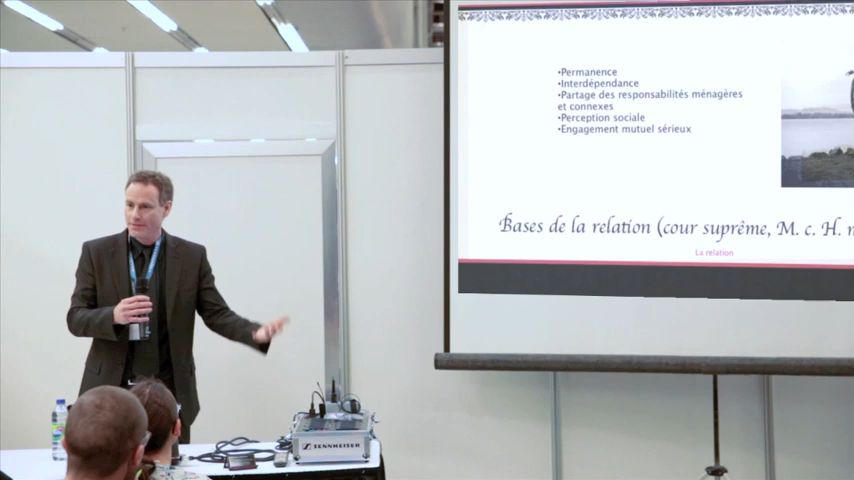 •Permanence
•Interdépendance
•Partage des responsabilités ménagères
et connexes
•Perception sociale
•Engagement mutuel sérieux
Bases de la relation (cour suprême, M. c. H.
La relation
SENNHEISER